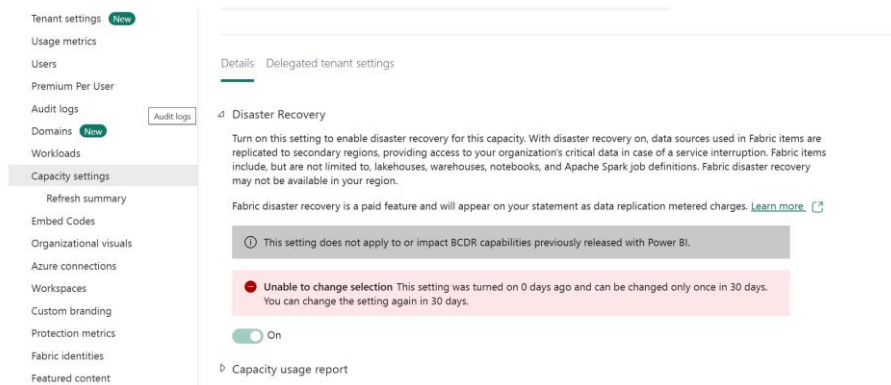 Tenant settings New
Usage metrics
Users
Premium Per User
Audit logs
Audit logs
Domains New
Workloads
Capacity settings
Refresh summary
Embed Codes
Organizational visuals
Azure connections
Workspaces
Custom branding
Protection metrics
Fabric identities
Featured content
Details Delegated tenant settings
Disaster Recovery
Turn on this setting to enable disaster recovery for this capacity. With disaster recovery on, data sources used in Fabric items are
replicated to secondary regions, providing access to your organization's critical data in case of a service interruption. Fabric items
include, but are not limited to, lakehouses, warehouses, notebooks, and Apache Spark job definitions. Fabric disaster recovery
may not be available in your region.
Fabric disaster recovery is a paid feature and will appear on your statement as data replication metered charges. Learn more
This setting does not apply to or impact BCDR capabilities previously released with Power BI.
Unable to change selection This setting was turned on 0 days ago and can be changed only once in 30 days.
You can change the setting again in 30 days.
On
Capacity usage report